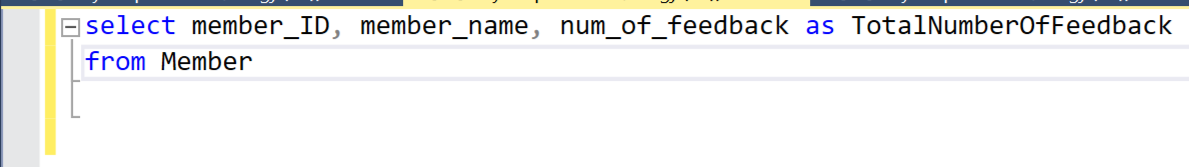 select member_ID, member_name, num_of_feedback as TotalNumberOfFeedback
from Member